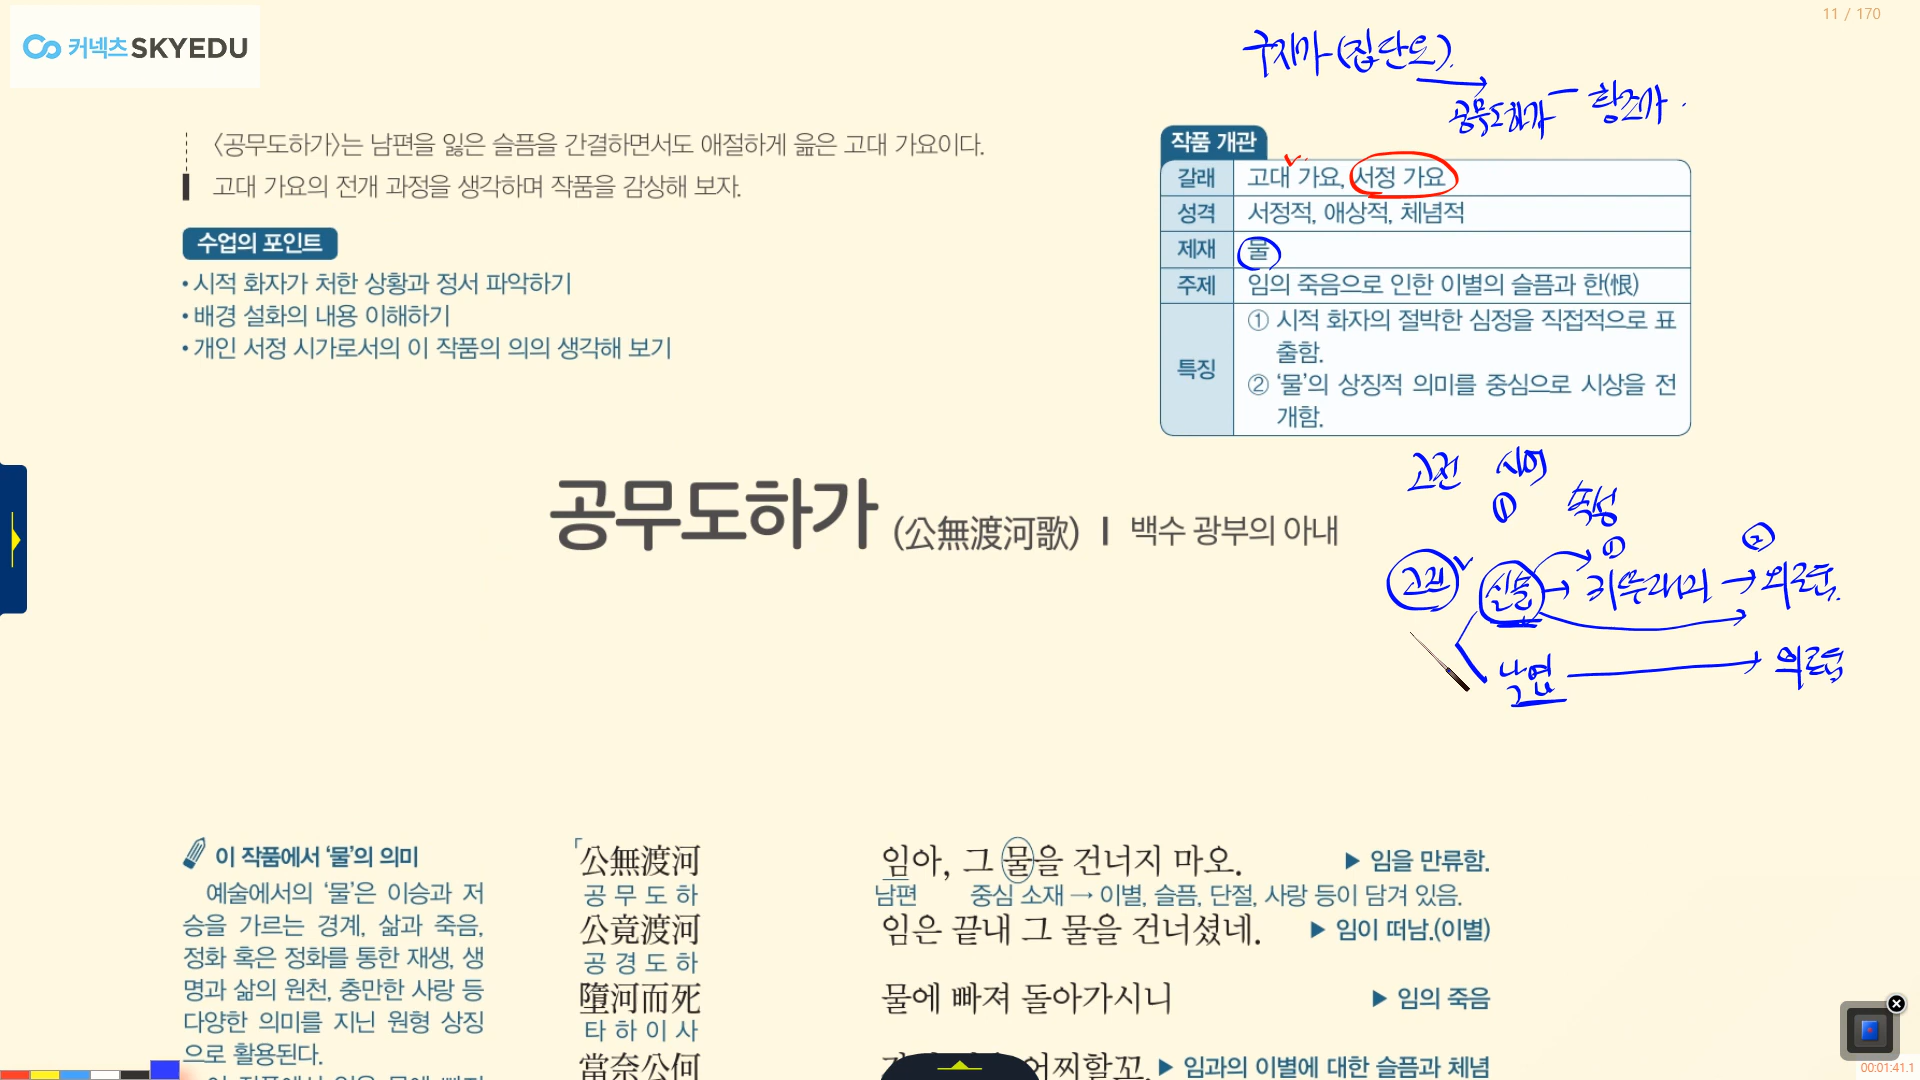 11 / 170
커넥츠 SKYEDU
구지가 (집단요).
공무도하가 - 황조가.
〈공무도하가〉는 남편을 잃은 슬픔을 간결하면서도 애절하게 읊은 고대 가요이다.
고대 가요의 전개 과정을 생각하며 작품을 감상해 보자.
수업의 포인트
• 시적 화자가 처한 상황과 정서 파악하기
• 배경 설화의 내용 이해하기
• 개인 서정 시가로서의 이 작품의 의의 생각해 보기
작품 개관
갈래 고대 가요, 서정 가요
성격 서정적, 애상적, 체념적
제재 물
주제 임의 죽음으로 인한 이별의 슬픔과 한(恨)
특징 ① 시적 화자의 절박한 심정을 직접적으로 표
출함.
② ‘물’의 상징적 의미를 중심으로 시상을 전
개함.
고전 시어
① 속성
① ②
낙엽
공무도하가 (公無渡河歌) | 백수 광부의 아내
이 작품에서 ‘물’의 의미
예술에서의 ‘물’은 이승과 저
승을 가르는 경계, 삶과 죽음,
정화 혹은 정화를 통한 재생, 생
명과 삶의 원천, 충만한 사랑 등
다양한 의미를 지닌 원형 상징
으로 활용된다.
「公無渡河 임아, 그 물을 건너지 마오. ▶ 임을 만류함.
공 무 도 하 남편 중심 소재 → 이별, 슬픔, 단절, 사랑 등이 담겨 있음.
公竟渡河 임은 끝내 그 물을 건너셨네. ▶ 임이 떠남.(이별)
공 경 도 하
墮河而死 물에 빠져 돌아가시니 ▶ 임의 죽음
타 하 이 사
當奈公何 어찌할꼬. ▶ 임과의 이별에 대한 슬픔과 체념
00:01:41.1